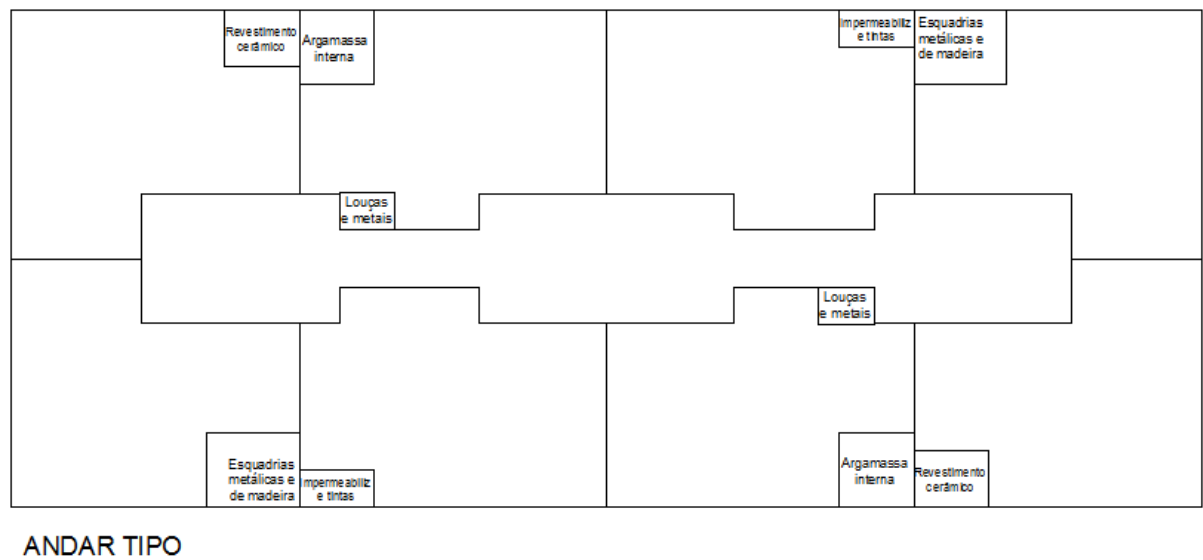 Revestimento
cerâmico
Argamassa
interna
Impermeabiliz
e tintas
Esquadrias
metálicas e
de madeira
Louças
e metais
Louças
e metais
Esquadrias
metálicas e
de madeira
Impermeabiliz
e tintas
Argamassa
interna
Revestimento
cerâmico
ANDAR TIPO